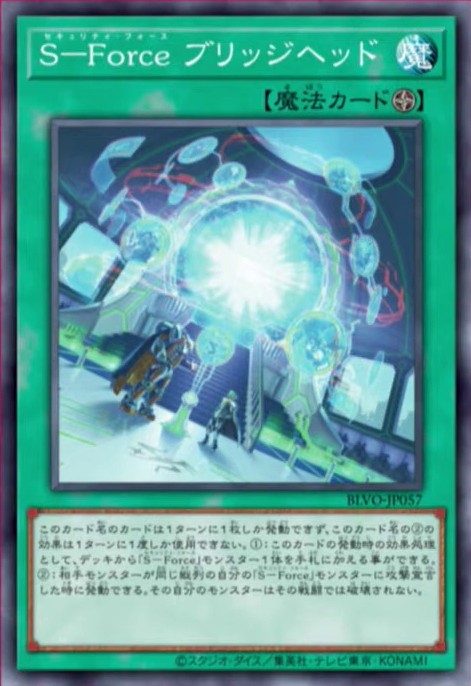 セキュリティ・フォース
S－Force ブリッジヘッド
魔
【魔法カード】
BLVO-JP057
このカード名のカードは１ターンに１枚しか発動できず、このカード名の②の
効果は１ターンに１度しか使用できない。①：このカードの発動時の効果処理
として、デッキから「S－Force」モンスター１体を手札に加える事ができる。
②：相手モンスターが同じ縦列の自分の「S－Force」モンスターに攻撃宣言
した時に発動できる。その自分のモンスターはその戦闘では破壊されない。
©スタジオ・ダイス／集英社・テレビ東京・KONAMI